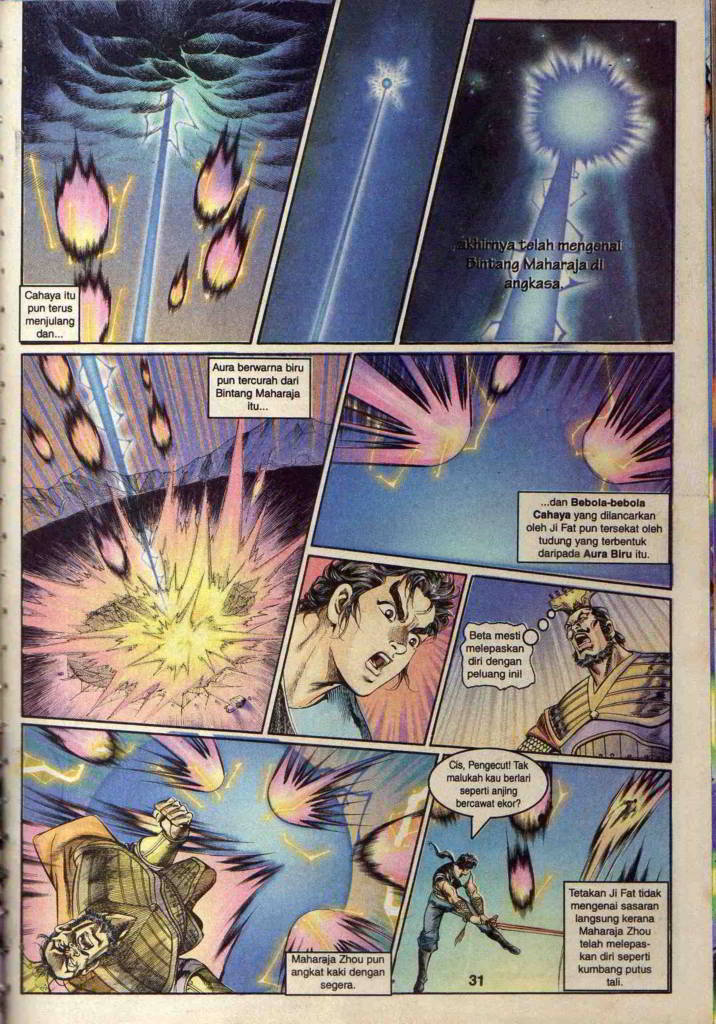 Cahaya itu
pun terus
menjulang
dan...
,akhirnya telah mengenai
Bintang Maharaja di
angkasa.
Aura berwarna biru
pun tercurah dari
Bintang Maharaja
itu...
...dan Bebola-bebola
Cahaya yang dilancarkan
oleh Ji Fat pun tersekat oleh
tudung yang terbentuk
daripada Aura Biru itu.
Beta mesti
melepaskan
diri dengan
peluang ini!
Maharaja Zhou pun
angkat kaki dengan
segera.
Cis, Pengecut! Tak
malukah kau berlari
seperti anjing
bercawat ekor?
Tetakan Ji Fat tidak
mengenai sasaran
langsung kerana
Maharaja Zhou
telah melepas-
kan diri seperti
kumbang putus
tali.
31